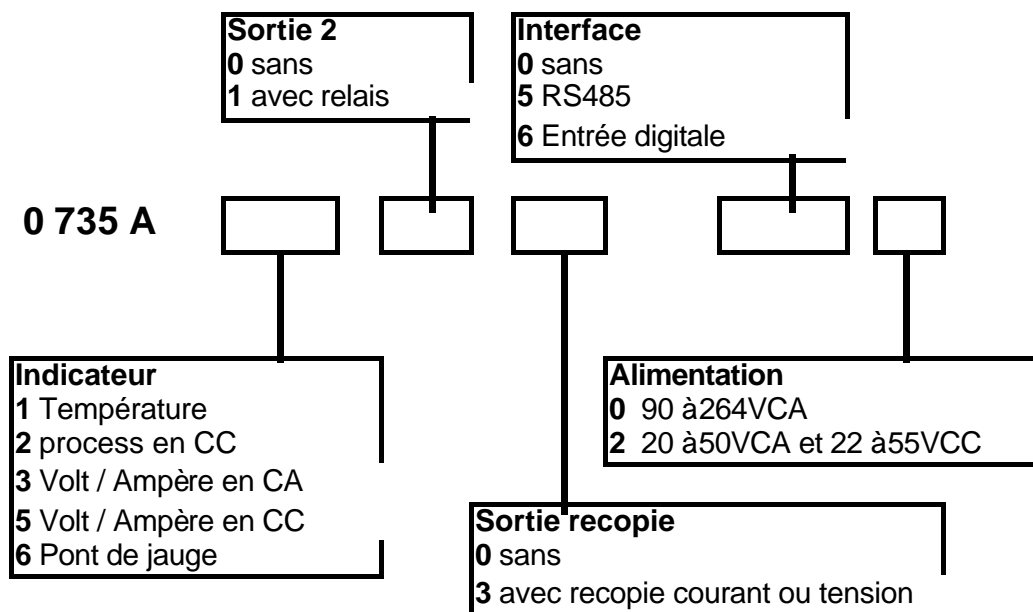 Sortie 2
0 sans
1 avec relais
Interface
0 sans
5 RS485
6 Entrée digitale
0 735 A
Indicateur
1 Température
2 process en CC
3 Volt / Ampère en CA
5 Volt / Ampère en CC
6 Pont de jauge
Alimentation
0 90 à264VCA
2 20 à50VCA et 22 à55VCC
Sortie recopie
0 sans
3 avec recopie courant ou tension